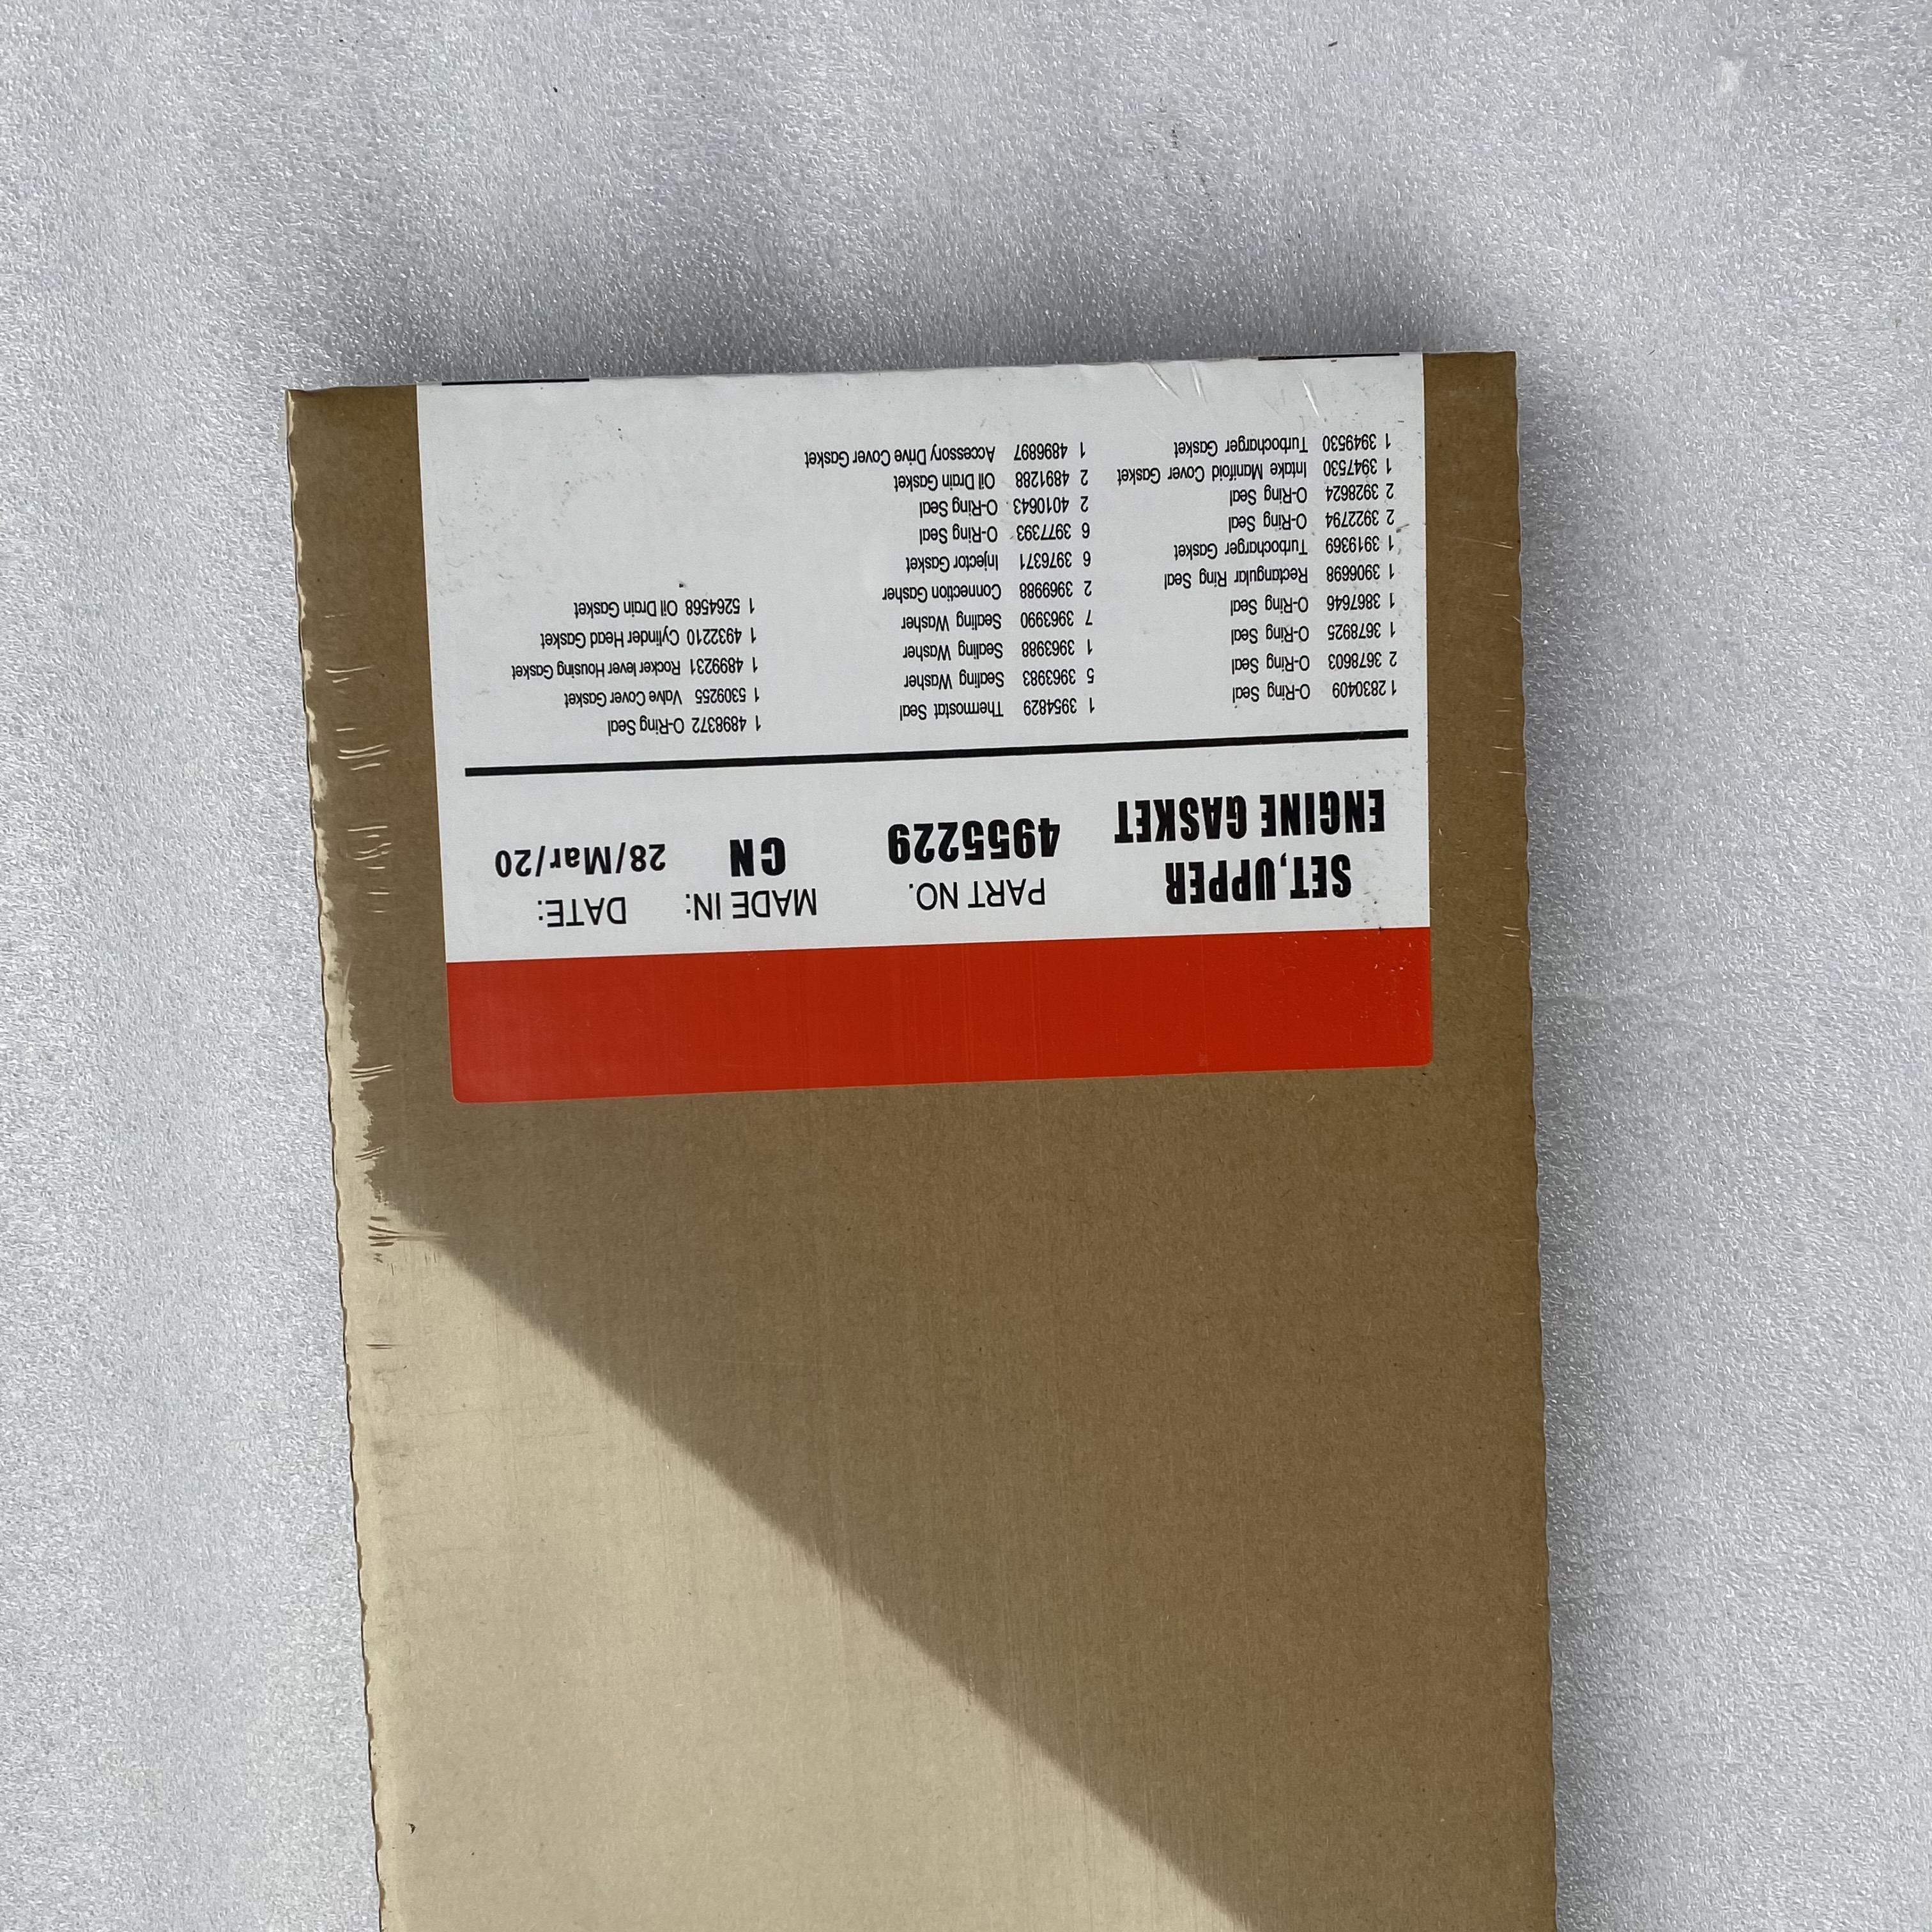 SET,UPPER
ENGINE GASKET
PART NO.
4955229
MADE IN:
CN
DATE:
28/Mar/20
1 2830409 O-Ring Seal
2 3678603 O-Ring Seal
1 3678925 O-Ring Seal
1 3867646 O-Ring Seal
1 3906698 Rectangular Ring Seal
1 3919369 Turbocharger Gasket
2 3922794 O-Ring Seal
2 3928624 O-Ring Seal
1 3947530 Intake Manifold Cover Gasket
1 3949530 Turbocharger Gasket
1 3954829 Thermostat Seal
5 3963983 Sealing Washer
1 3963988 Sealing Washer
7 3963990 Sealing Washer
2 3969988 Connection Gasher
6 3976371 Injector Gasket
6 3977393 O-Ring Seal
2 4010643 O-Ring Seal
2 4891288 Oil Drain Gasket
1 4896897 Accessory Drive Cover Gasket
1 4898372 O-Ring Seal
1 5309255 Valve Cover Gasket
1 4899231 Rocker lever Housing Gasket
1 4932210 Cylinder Head Gasket
1 5264568 Oil Drain Gasket